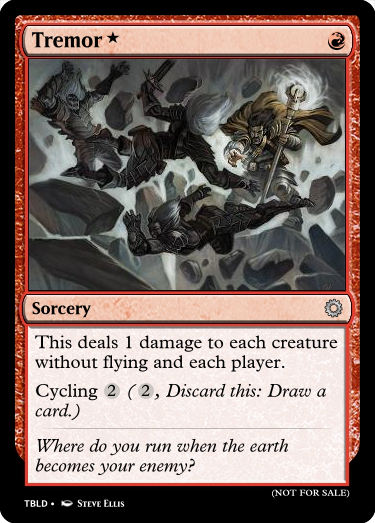 Tremor★
Sorcery
This deals 1 damage to each creature
without flying and each player.
Cycling 2 (2, Discard this: Draw a
card.)
Where do you run when the earth
becomes your enemy?
(NOT FOR SALE)
TBLD • Steve Ellis